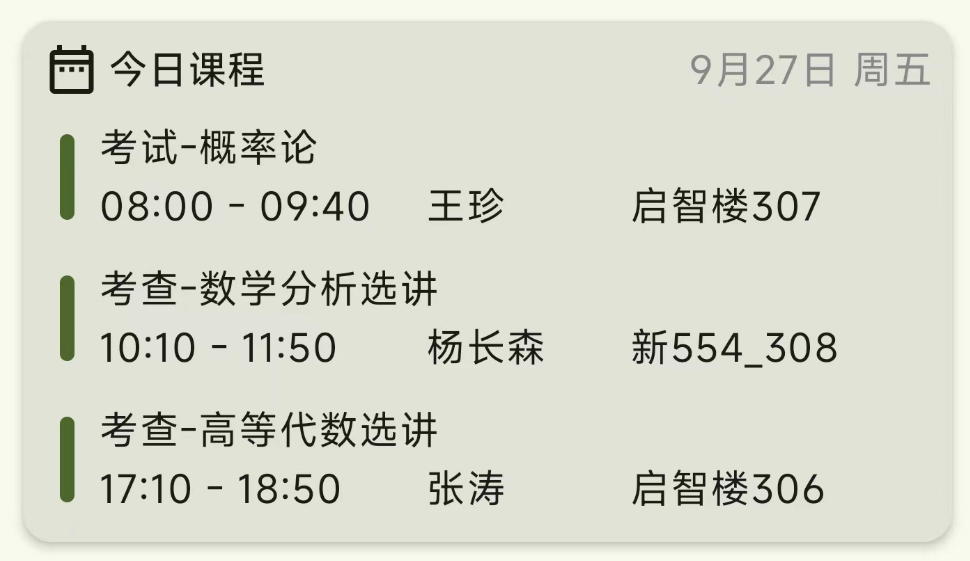 今日课程 9月27日 周五
考试-概率论
08:00 - 09:40 王珍 启智楼307
考查-数学分析选讲
10:10 - 11:50 杨长森 新554_308
考查-高等代数选讲
17:10 - 18:50 张涛 启智楼306